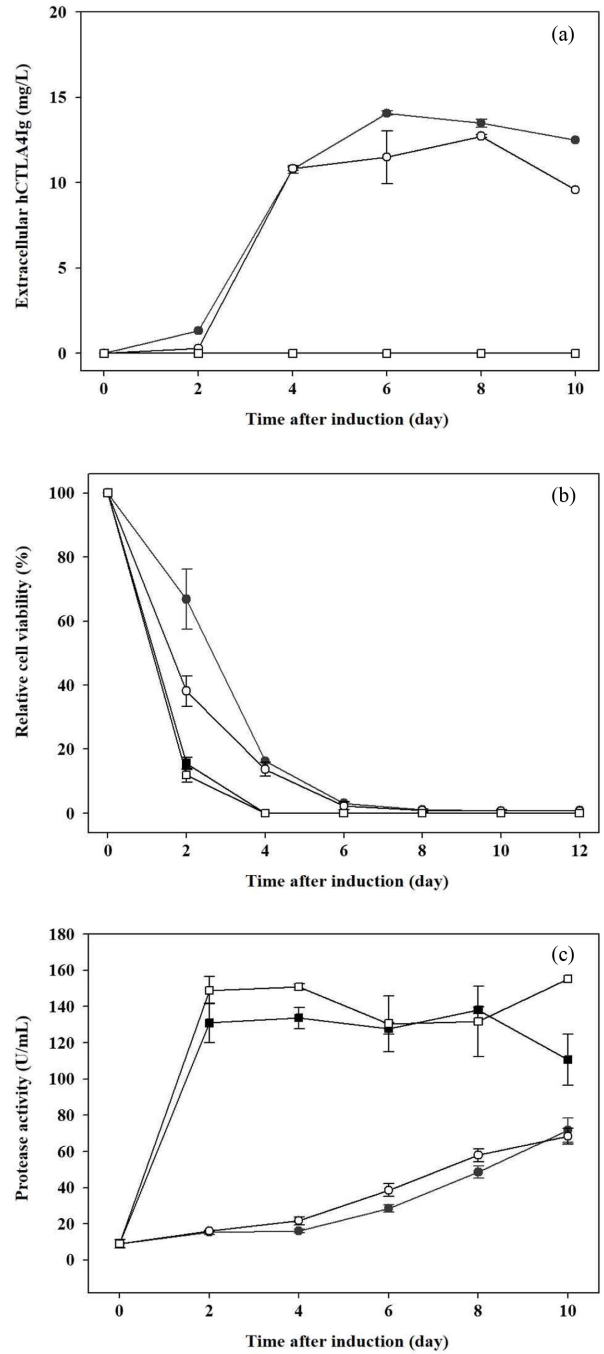 (a)
Extracellular hCTLA4Ig (mg/L)
20
15
10
5
0
0 2 4 6 8 10
Time after induction (day)
(b)
Relative cell viability (%)
100
80
60
40
20
0
0 2 4 6 8 10 12
Time after induction (day)
(c)
Protease activity (U/mL)
180
160
140
120
100
80
60
40
20
0
0 2 4 6 8 10
Time after induction (day)